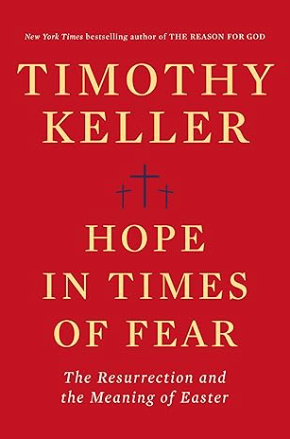 New York Times bestselling author of THE REASON FOR GOD
TIMOTHY
KELLER
HOPE
IN TIMES
OF FEAR
The Resurrection and
the Meaning of Easter